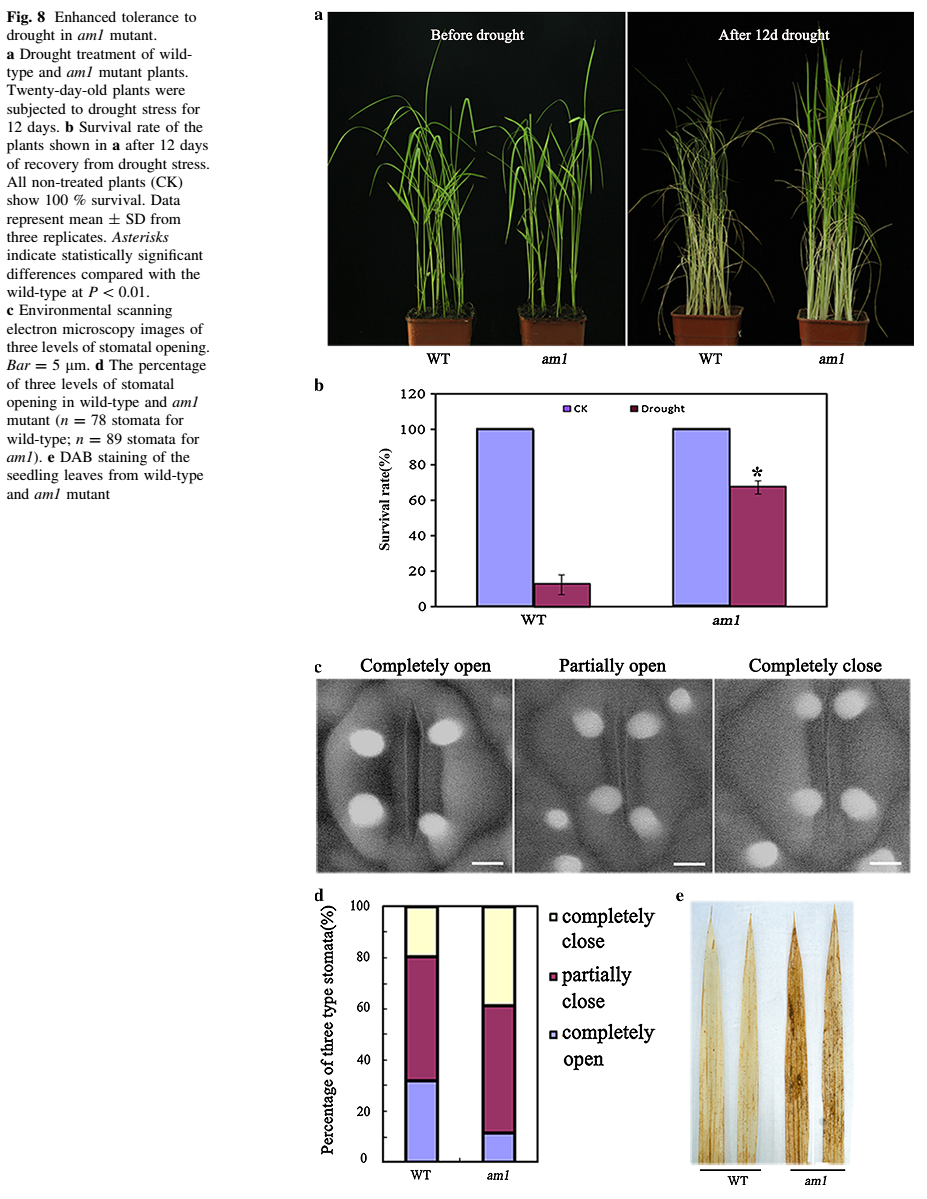 Fig. 8 Enhanced tolerance to
drought in am1 mutant.
a Drought treatment of wild-
type and am1 mutant plants.
Twenty-day-old plants were
subjected to drought stress for
12 days. b Survival rate of the
plants shown in a after 12 days
of recovery from drought stress.
All non-treated plants (CK)
show 100 % survival. Data
represent mean ± SD from
three replicates. Asterisks
indicate statistically significant
differences compared with the
wild-type at P < 0.01.
c Environmental scanning
electron microscopy images of
three levels of stomatal opening.
Bar = 5 μm. d The percentage
of three levels of stomatal
opening in wild-type and am1
mutant (n = 78 stomata for
wild-type; n = 89 stomata for
am1). e DAB staining of the
seedling leaves from wild-type
and am1 mutant
a
Before drought
After 12d drought
WT
am1
WT
am1
b
Survival rate(%)
120
100
80
60
40
20
0
CK
Drought
*
WT
am1
c
Completely open
Partially open
Completely close
d
Percentage of three type stomata(%)
100
80
60
40
20
0
WT
am1
completely
close
partially
close
completely
open
e
WT
am1